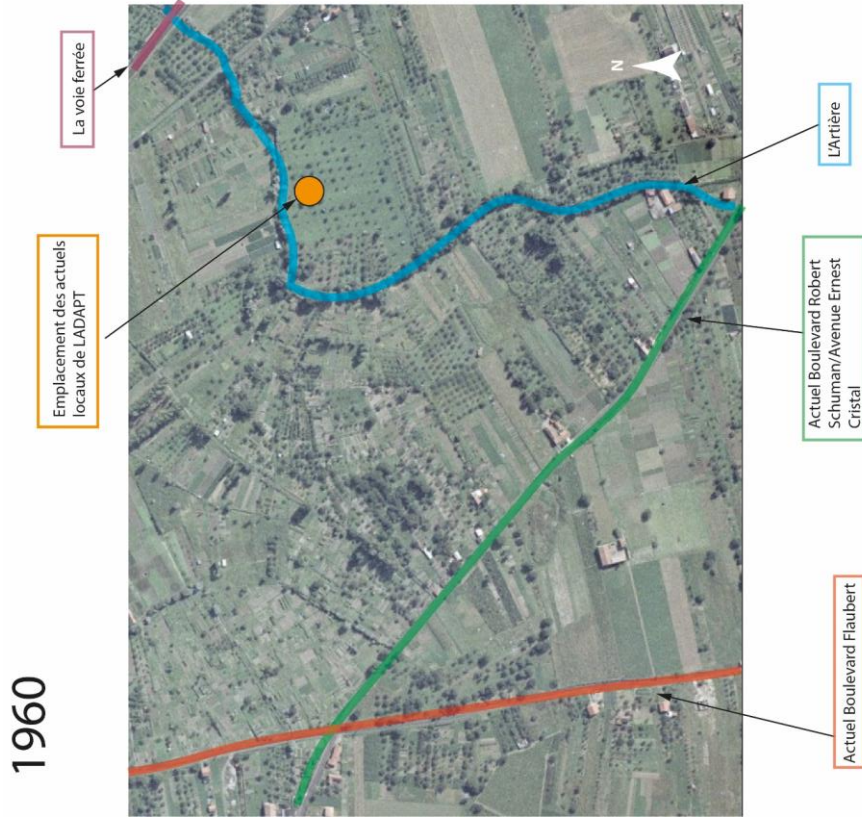 1960
La voie ferrée
Emplacement des actuels
locaux de LADAPT
N
L'Artière
Actuel Boulevard Robert
Schuman/Avenue Ernest
Cristal
Actuel Boulevard Flaubert